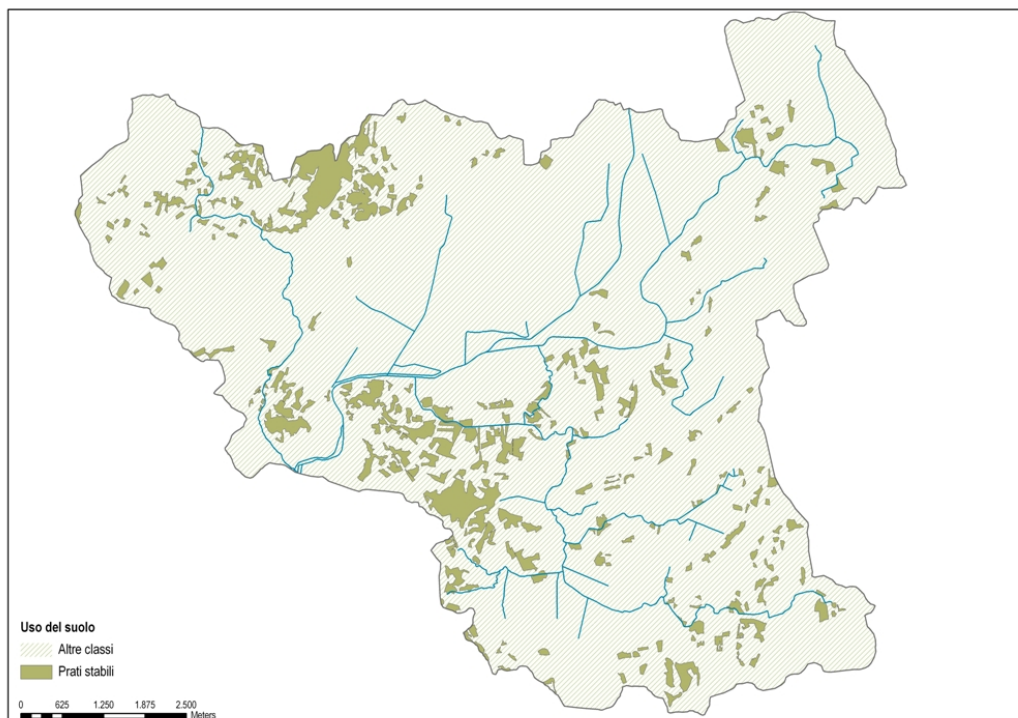 Uso del suolo
Altre classi
Prati stabili
0 625 1.250 1.875 2.500
Meters